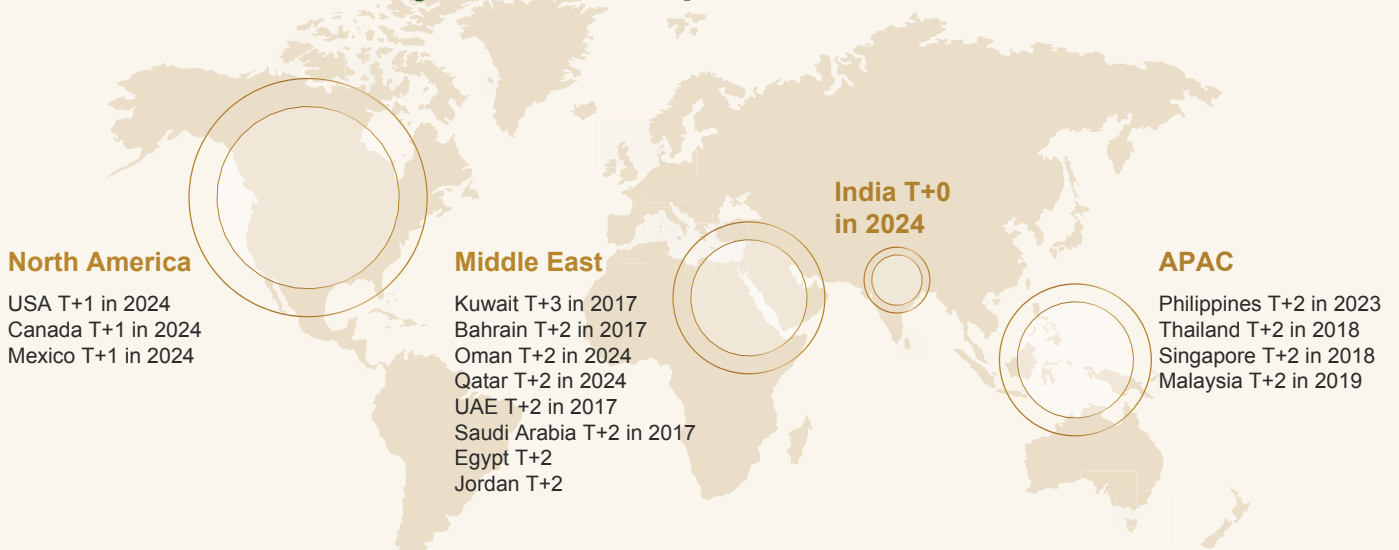 North America
USA T+1 in 2024
Canada T+1 in 2024
Mexico T+1 in 2024
Middle East
Kuwait T+3 in 2017
Bahrain T+2 in 2017
Oman T+2 in 2024
Qatar T+2 in 2024
UAE T+2 in 2017
Saudi Arabia T+2 in 2017
Egypt T+2
Jordan T+2
India T+0
in 2024
APAC
Philippines T+2 in 2023
Thailand T+2 in 2018
Singapore T+2 in 2018
Malaysia T+2 in 2019